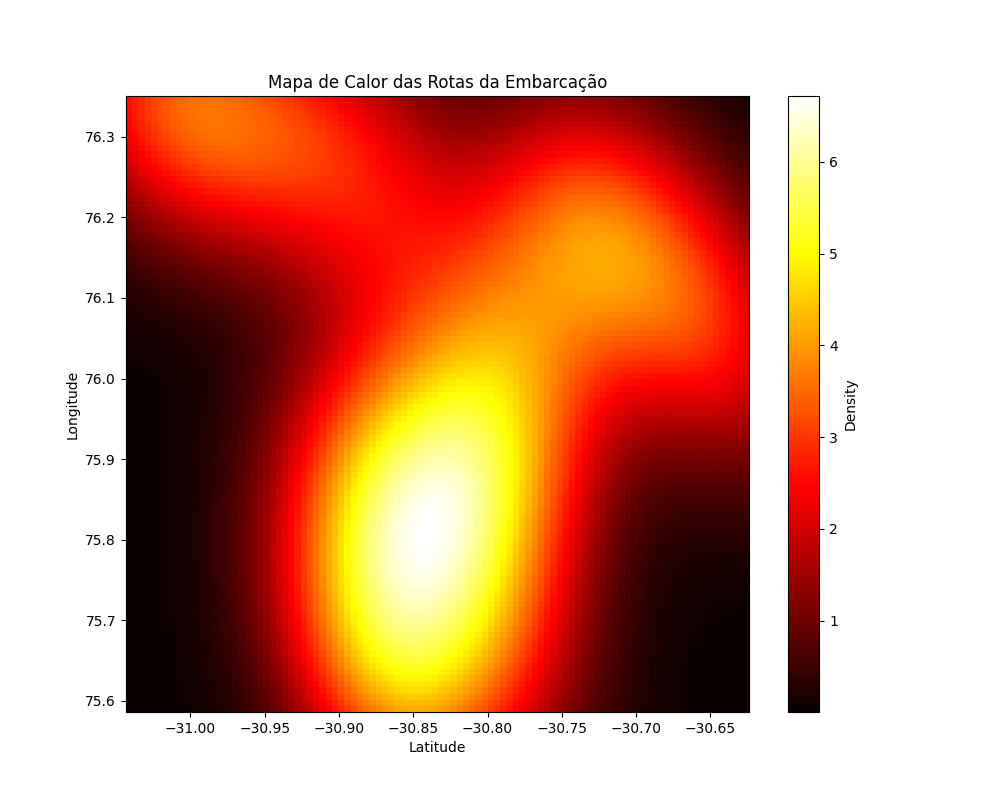 Mapa de Calor das Rotas da Embarcação
76.3
76.2
76.1
76.0
75.9
75.8
75.7
75.6
Longitude
−31.00 −30.95 −30.90 −30.85 −30.80 −30.75 −30.70 −30.65
Latitude
6
5
4
3
2
1
Density